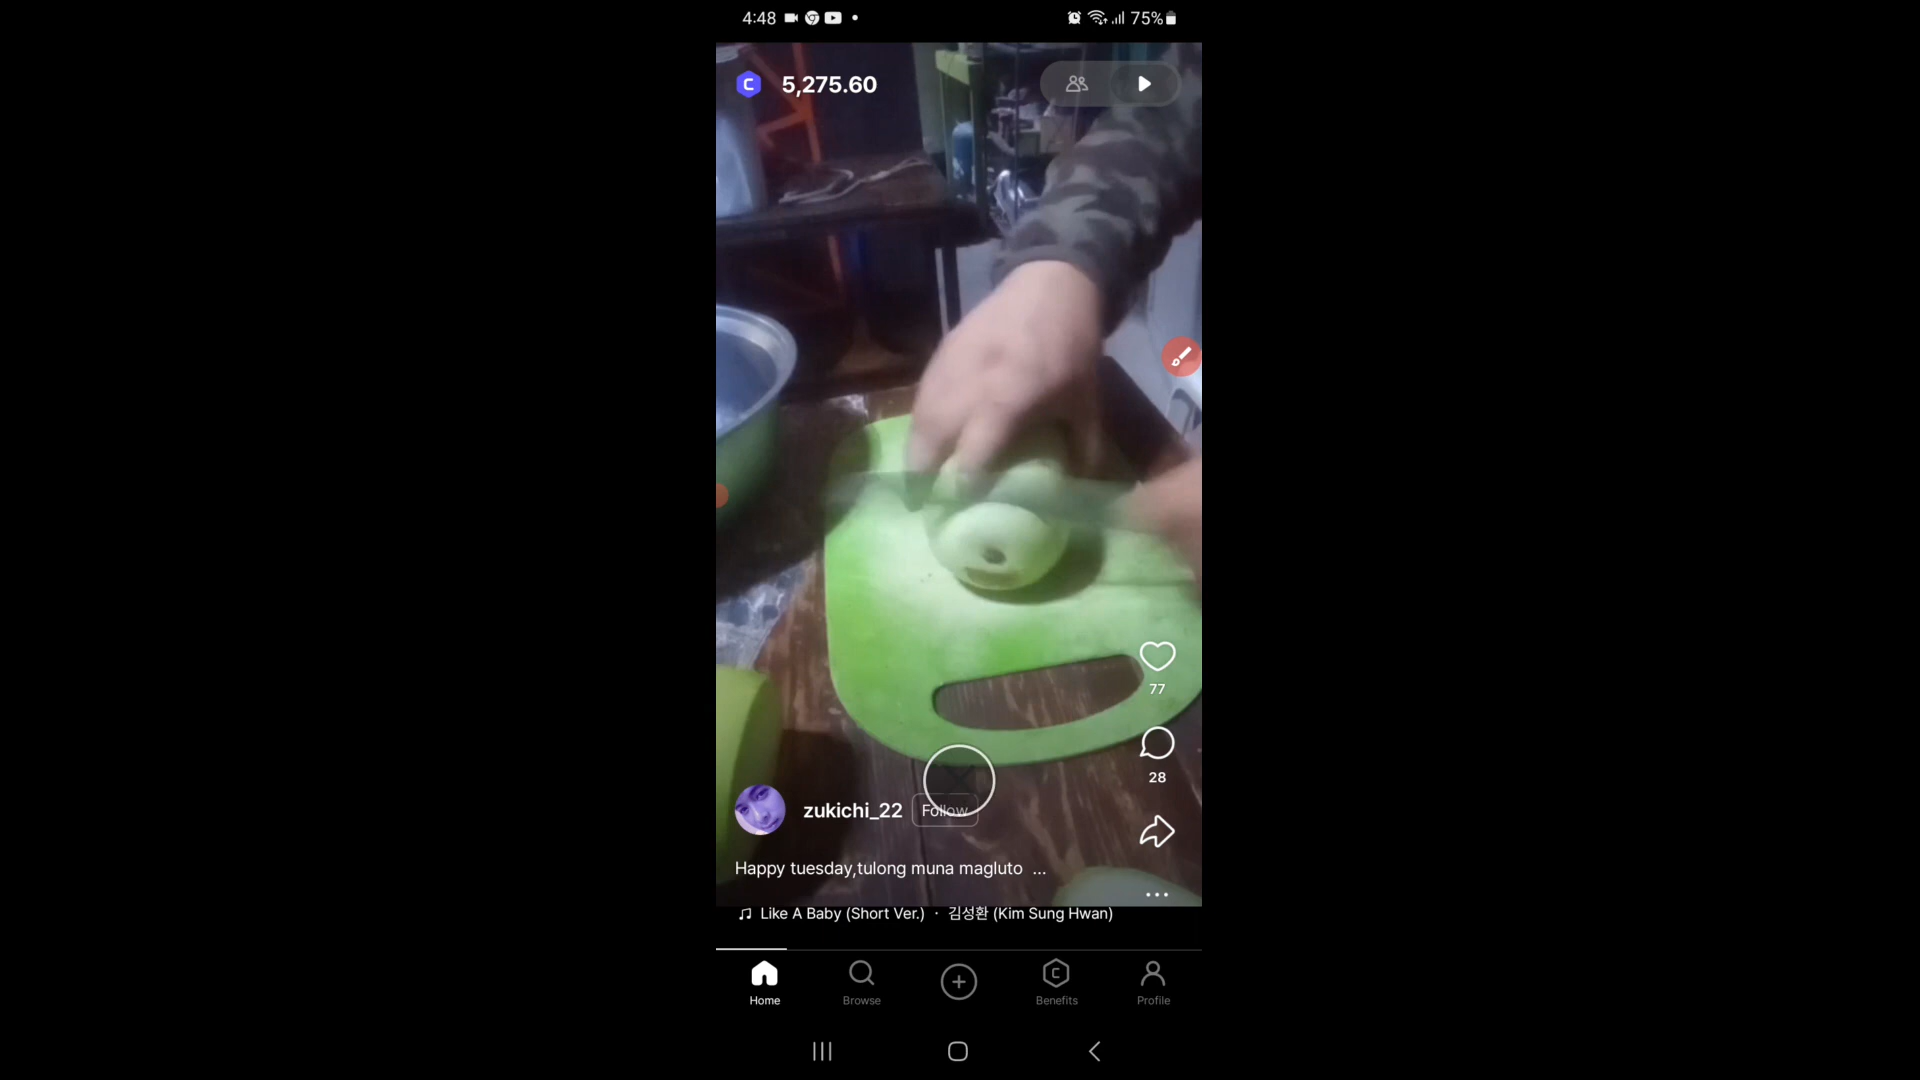 4:48
75%
C 5,275.60
77
28
zukichi_22 Follow
Happy tuesday,tulong muna magluto ...
Like A Baby (Short Ver.) · 김성환 (Kim Sung Hwan)
C
Home Browse Benefits Profile